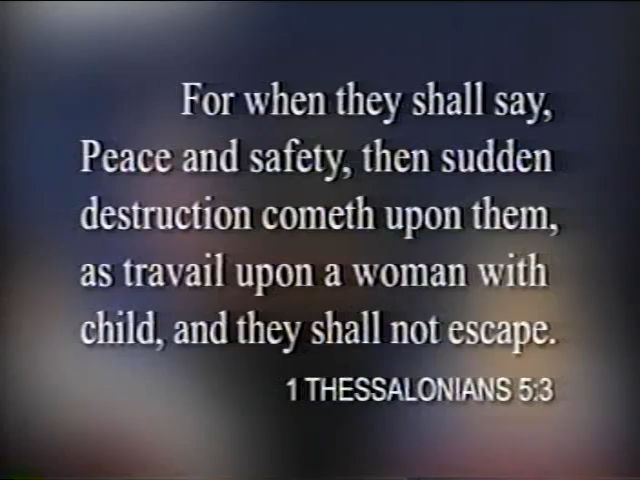 For when they shall say,
Peace and safety, then sudden
destruction cometh upon them,
as travail upon a woman with
child, and they shall not escape.
1 THESSALONIANS 5:3